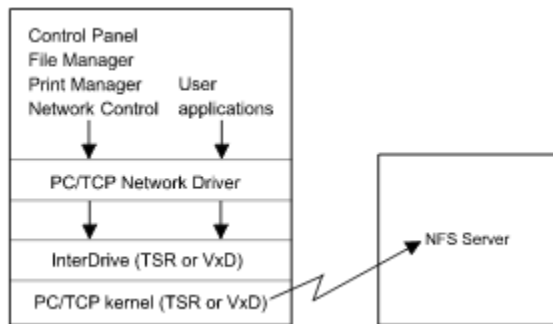 Control Panel
File Manager
Print Manager
Network Control
User
applications
PC/TCP Network Driver
InterDrive (TSR or VxD)
PC/TCP kernel (TSR or VxD)
NFS Server